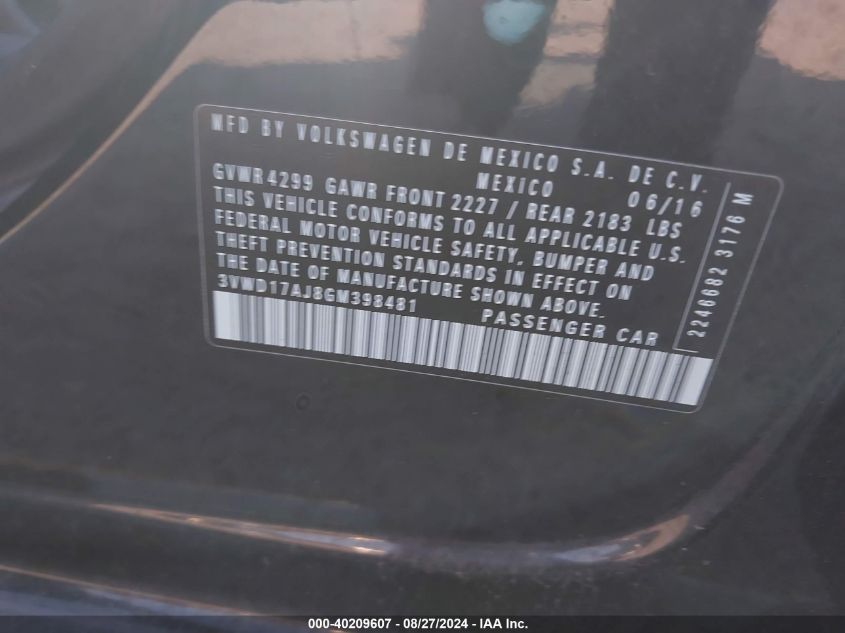 MFD BY VOLKSWAGEN DE MEXICO S.A. DE C.V.
MEXICO 06/16
GVWR 4299 GAWR FRONT 2227 / REAR 2183 LBS
THIS VEHICLE CONFORMS TO ALL APPLICABLE U.S.
FEDERAL MOTOR VEHICLE SAFETY, BUMPER AND
THEFT PREVENTION STANDARDS IN EFFECT ON
THE DATE OF MANUFACTURE SHOWN ABOVE.
3VWD17AJ8GM398481 PASSENGER CAR
2246682 3176 M
000-40209607 - 08/27/2024 - IAA Inc.